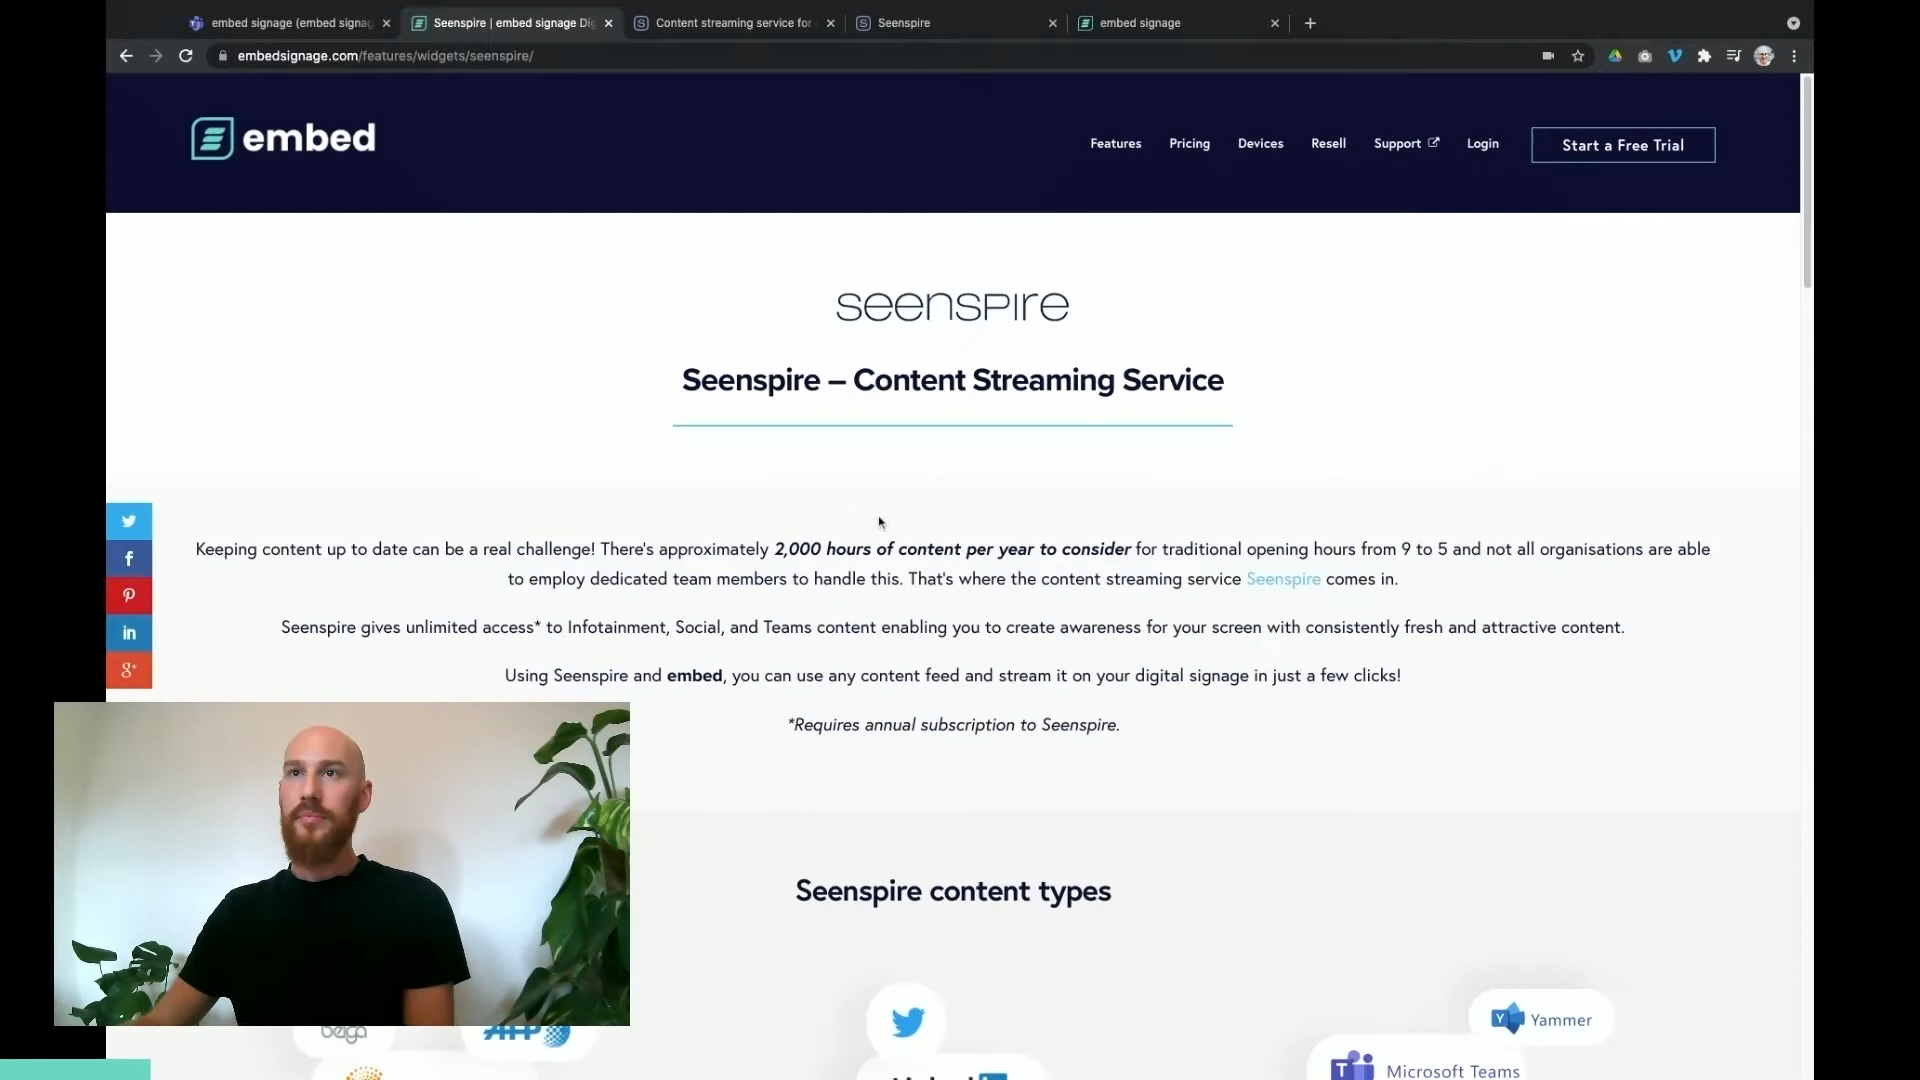 embed signage (embed signag
Seenspire | embed signage Di
Content streaming service for
Seenspire
embed signage
embedsignage.com/features/widgets/seenspire/
embed
Features
Pricing
Devices
Resell
Support
Login
Start a Free Trial
seenspire
Seenspire – Content Streaming Service
Keeping content up to date can be a real challenge! There's approximately 2,000 hours of content per year to consider for traditional opening hours from 9 to 5 and not all organisations are able
to employ dedicated team members to handle this. That's where the content streaming service Seenspire comes in.
Seenspire gives unlimited access* to Infotainment, Social, and Teams content enabling you to create awareness for your screen with consistently fresh and attractive content.
Using Seenspire and embed, you can use any content feed and stream it on your digital signage in just a few clicks!
*Requires annual subscription to Seenspire.
Seenspire content types
belga
AFP
Yammer
Microsoft Teams